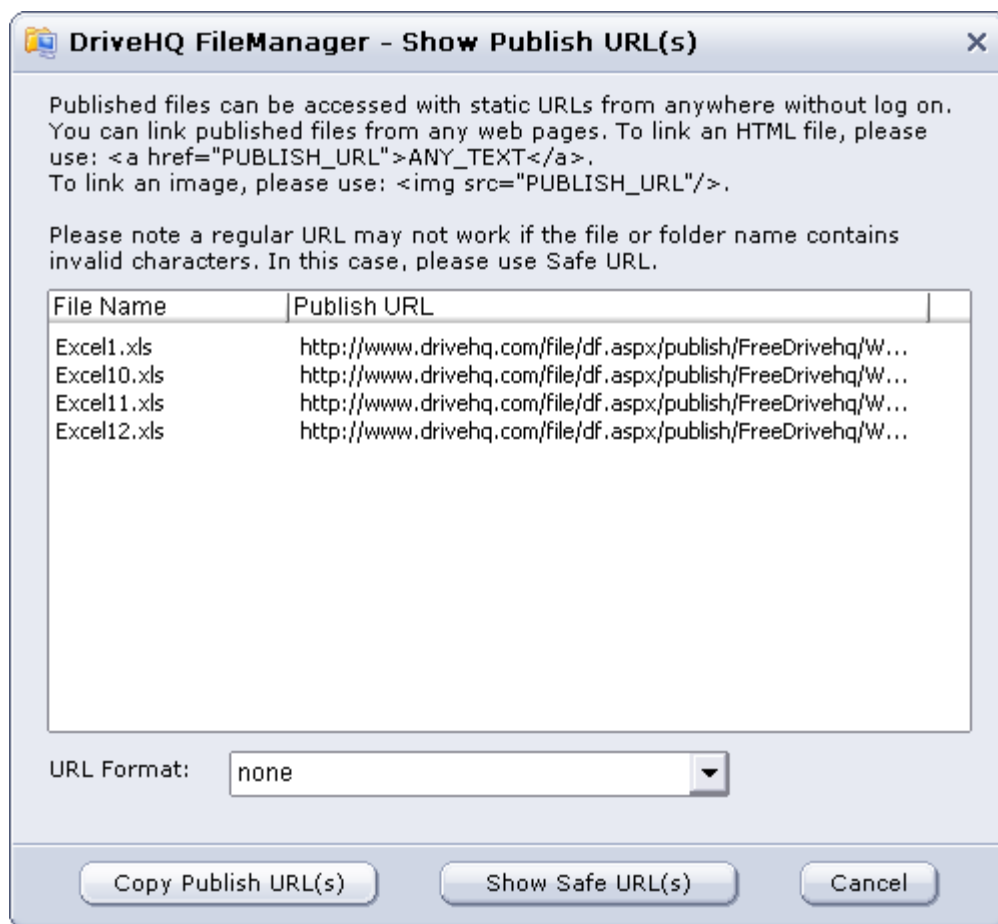 DriveHQ FileManager - Show Publish URL(s)
Published files can be accessed with static URLs from anywhere without log on.
You can link published files from any web pages. To link an HTML file, please
use: <a href="PUBLISH_URL">ANY_TEXT</a>.
To link an image, please use: <img src="PUBLISH_URL"/>.
Please note a regular URL may not work if the file or folder name contains
invalid characters. In this case, please use Safe URL.
File Name Publish URL
Excel1.xls http://www.drivehq.com/file/df.aspx/publish/FreeDrivehq/W...
Excel10.xls http://www.drivehq.com/file/df.aspx/publish/FreeDrivehq/W...
Excel11.xls http://www.drivehq.com/file/df.aspx/publish/FreeDrivehq/W...
Excel12.xls http://www.drivehq.com/file/df.aspx/publish/FreeDrivehq/W...
URL Format: none
Copy Publish URL(s) Show Safe URL(s) Cancel